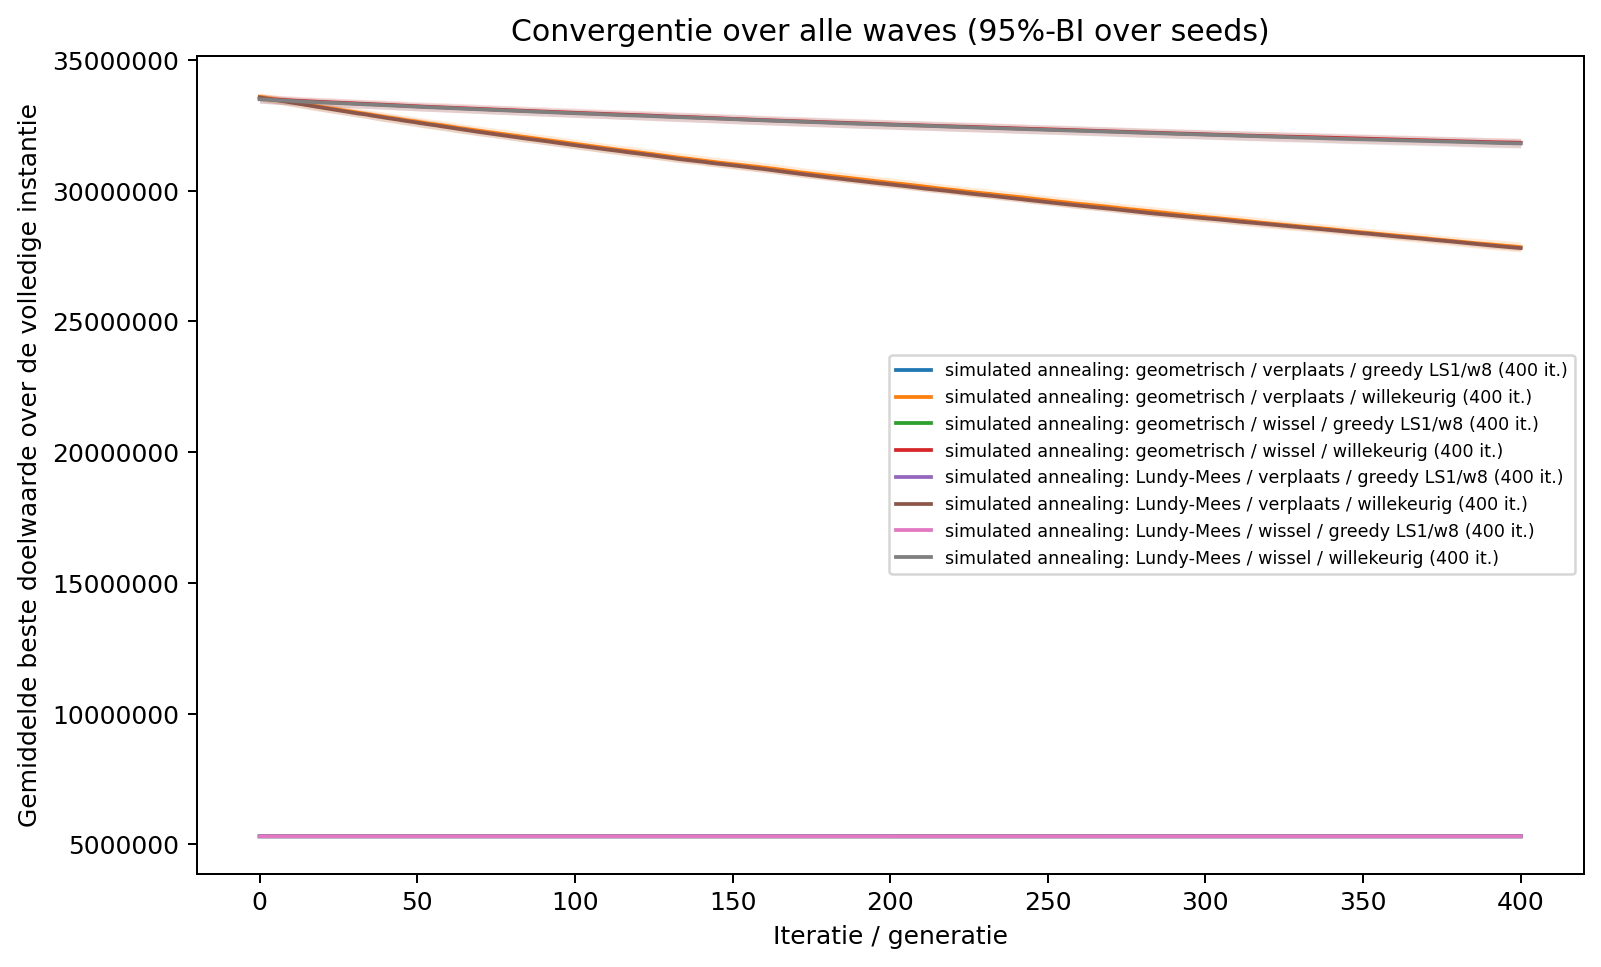 Convergentie over alle waves (95%-BI over seeds)
Gemiddelde beste doelwaarde over de volledige instantie
35000000
30000000
25000000
20000000
15000000
10000000
5000000
simulated annealing: geometrisch / verplaats / greedy LS1/w8 (400 it.)
simulated annealing: geometrisch / verplaats / willekeurig (400 it.)
simulated annealing: geometrisch / wissel / greedy LS1/w8 (400 it.)
simulated annealing: geometrisch / wissel / willekeurig (400 it.)
simulated annealing: Lundy-Mees / verplaats / greedy LS1/w8 (400 it.)
simulated annealing: Lundy-Mees / verplaats / willekeurig (400 it.)
simulated annealing: Lundy-Mees / wissel / greedy LS1/w8 (400 it.)
simulated annealing: Lundy-Mees / wissel / willekeurig (400 it.)
0 50 100 150 200 250 300 350 400
Iteratie / generatie